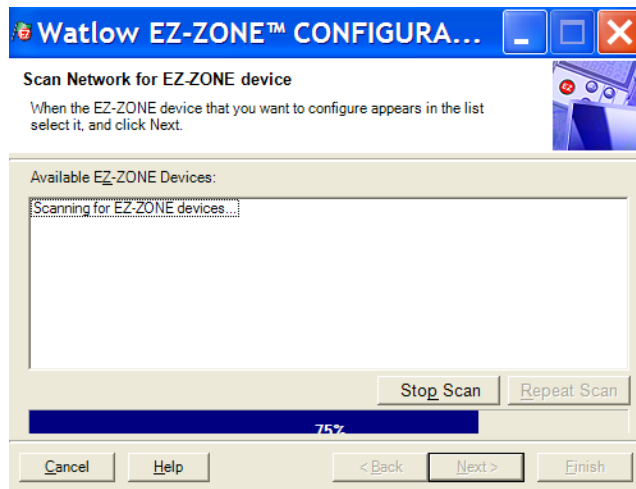 Watlow EZ-ZONE™ CONFIGURA...
Scan Network for EZ-ZONE device
When the EZ-ZONE device that you want to configure appears in the list
select it, and click Next.
EZ
Available EZ-ZONE Devices:
Scanning for EZ-ZONE devices...
Stop Scan Repeat Scan
75%
Cancel Help < Back Next > Finish